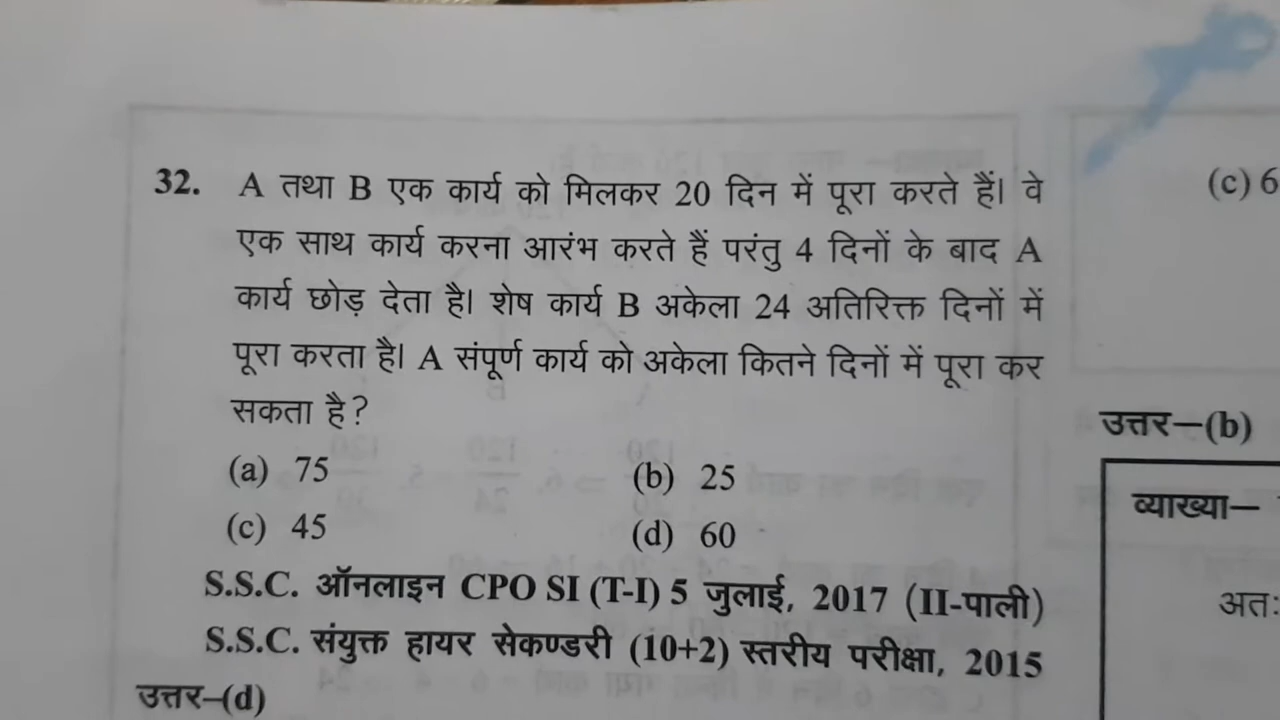 32. A तथा B एक कार्य को मिलकर 20 दिन में पूरा करते हैं। वे
एक साथ कार्य करना आरंभ करते हैं परंतु 4 दिनों के बाद A
कार्य छोड़ देता है। शेष कार्य B अकेला 24 अतिरिक्त दिनों में
पूरा करता है। A संपूर्ण कार्य को अकेला कितने दिनों में पूरा कर
सकता है?
(a) 75 (b) 25
(c) 45 (d) 60
S.S.C. ऑनलाइन CPO SI (T-I) 5 जुलाई, 2017 (II-पाली)
S.S.C. संयुक्त हायर सेकण्डरी (10+2) स्तरीय परीक्षा, 2015
उत्तर–(d)
(c) 6
उत्तर–(b)
व्याख्या–
अतः